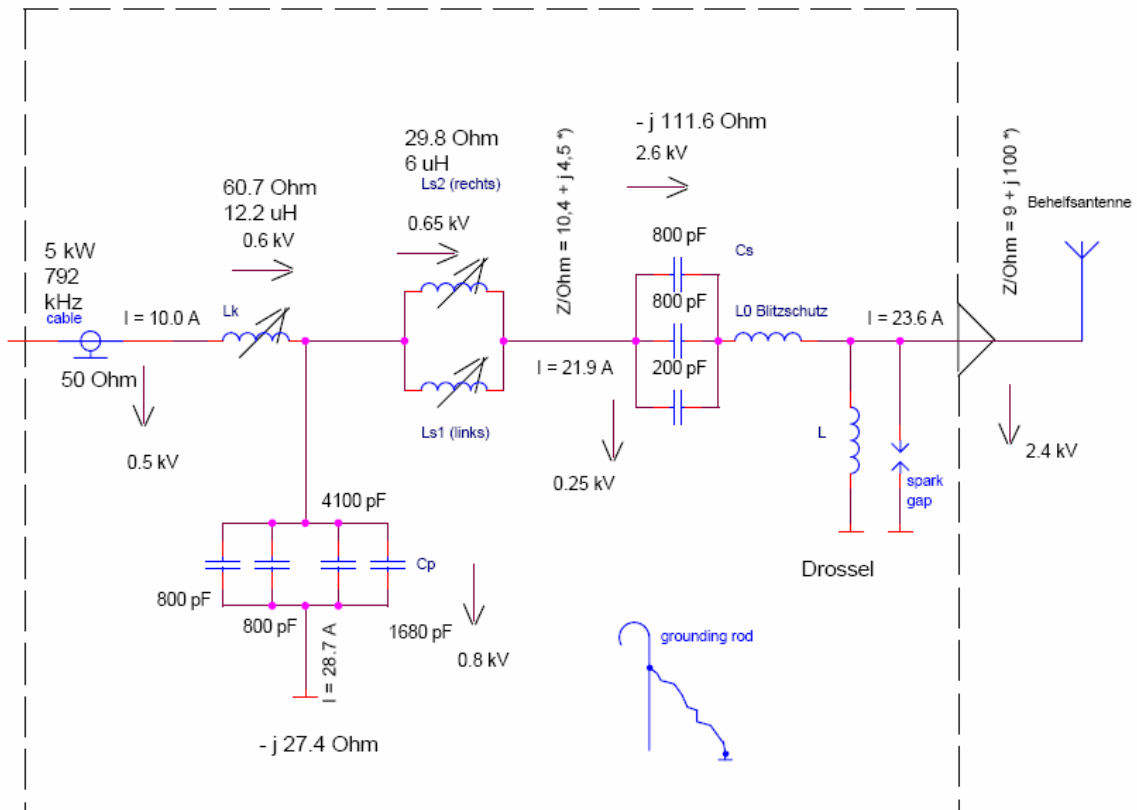 - j 111.6 Ohm
2.6 kV
29.8 Ohm
6 uH
Ls2 (rechts)
0.65 kV
60.7 Ohm
12.2 uH
0.6 kV
Z/Ohm = 10,4 + j 4,5 *)
Z/Ohm = 9 + j 100 *)
Behelfsantenne
5 kW
792
kHz
cable
I = 10.0 A
50 Ohm
0.5 kV
Lk
Ls1 (links)
I = 21.9 A
0.25 kV
800 pF
Cs
800 pF
200 pF
L0 Blitzschutz
I = 23.6 A
L
spark
gap
2.4 kV
Drossel
4100 pF
Cp
800 pF
800 pF
1680 pF
I = 28.7 A
0.8 kV
- j 27.4 Ohm
grounding rod